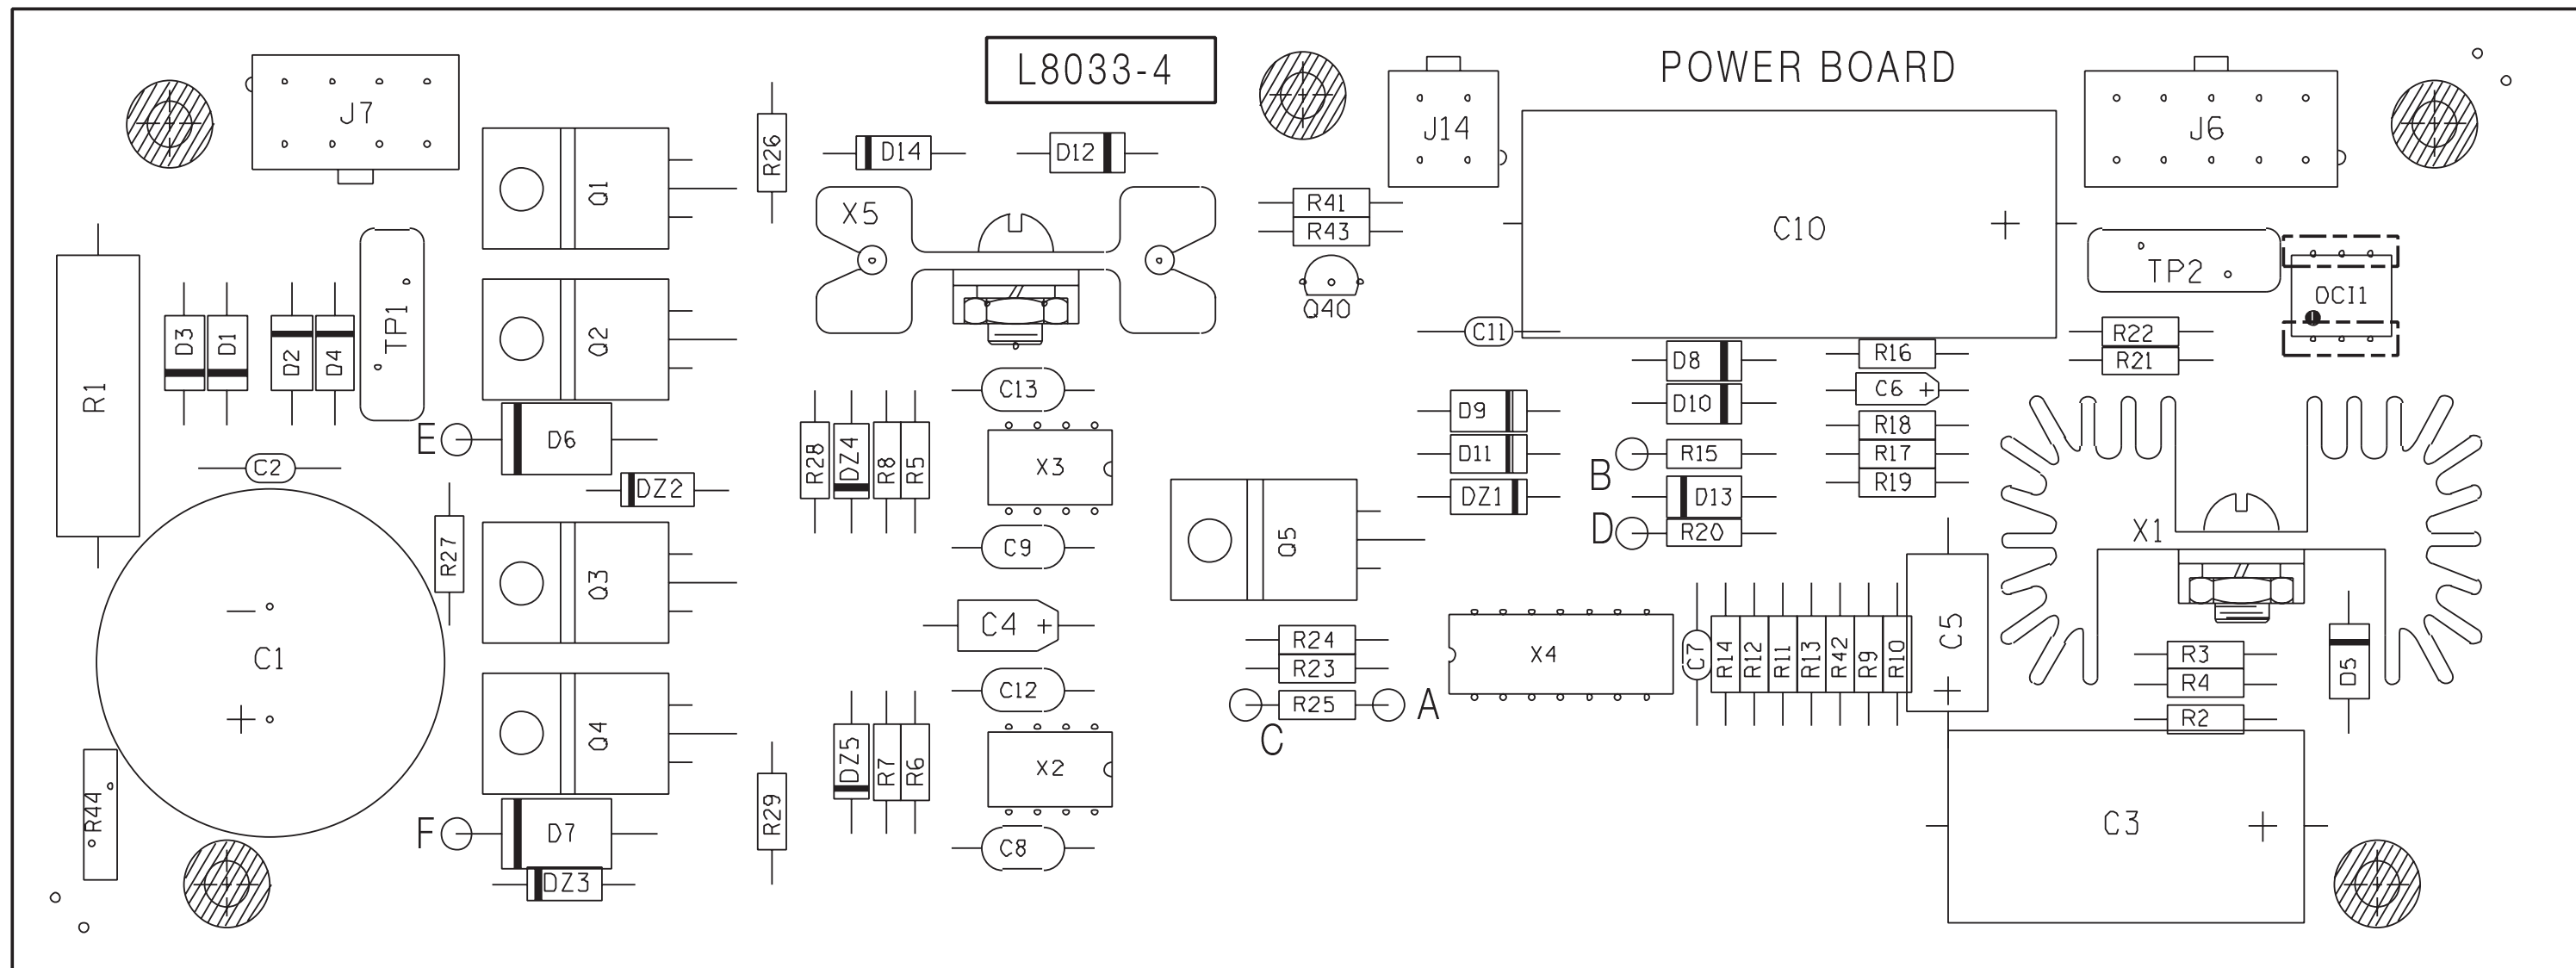 L8033-4
POWER BOARD
J7
J14
J6
R26
D14
D12
Q1
X5
R41
R43
C10
Q40
TP2
OCI1
1
TP1
Q2
D3
D1
D2
D4
C11
R22
R21
R1
C13
D8
R16
D10
C6 +
D9
R18
E
D6
R28
DZ4
R8
R5
X3
D11
B
R15
R17
C2
DZ2
DZ1
D13
R19
D
R20
X1
R27
C9
Q5
Q3
C4 +
R24
R23
X4
C7
R14
R12
R11
R13
R42
R9
R10
C5
+
R3
R4
D5
−
C1
+
C12
R25
A
C
R2
Q4
DZ5
R7
R6
X2
R44
R29
F
D7
C8
C3 +
DZ3